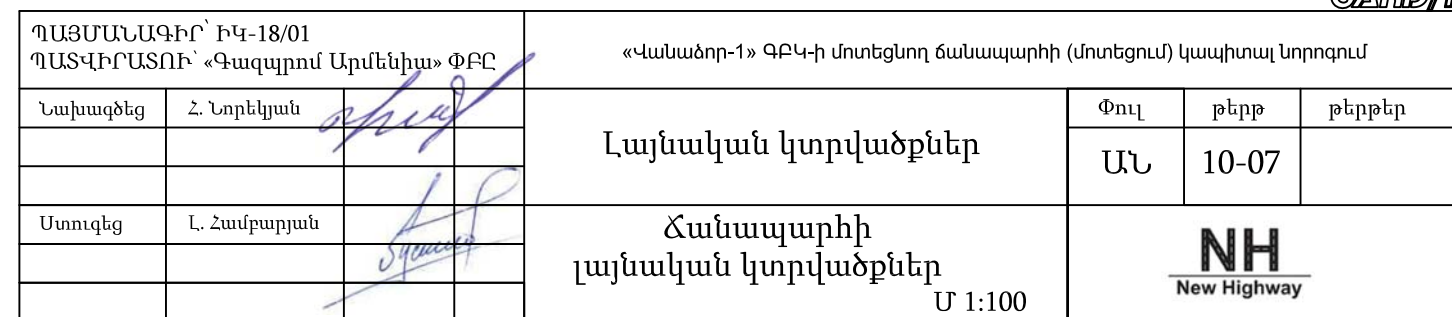 ՊԱՅՄԱՆԱԳԻՐ՝ ԻԿ-18/01
ՊԱՏՎԻՐԱՏՈՒ՝ «Գազպրոմ Արմենիա» ՓԲԸ
«Վանաձոր-1» ԳԲԿ-ի մոտեցնող ճանապարհի (մոտեցում) կապիտալ նորոգում
Նախագծեց
Հ. Նորեկյան
Լայնական կտրվածքներ
Փուլ
թերթ
թերթեր
ԱՆ
10-07
Ստուգեց
Լ. Համբարյան
Ճանապարհի
լայնական կտրվածքներ
Մ 1:100
NH
New Highway